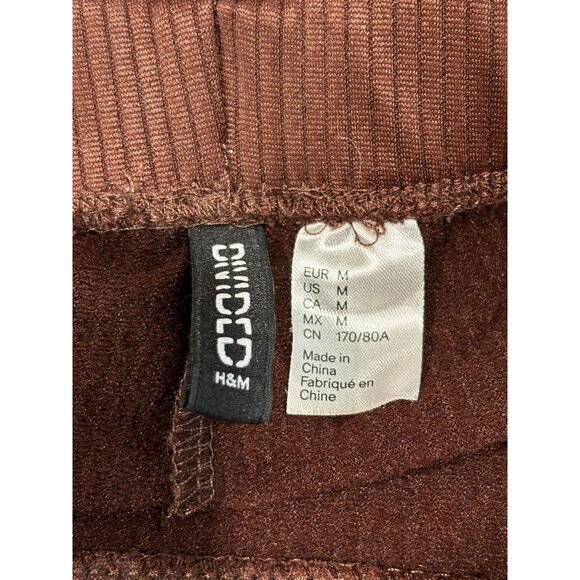 DIVIDED
H&M
EUR M
US M
CA M
MX M
CN 170/80A
Made in
China
Fabriqué en
Chine